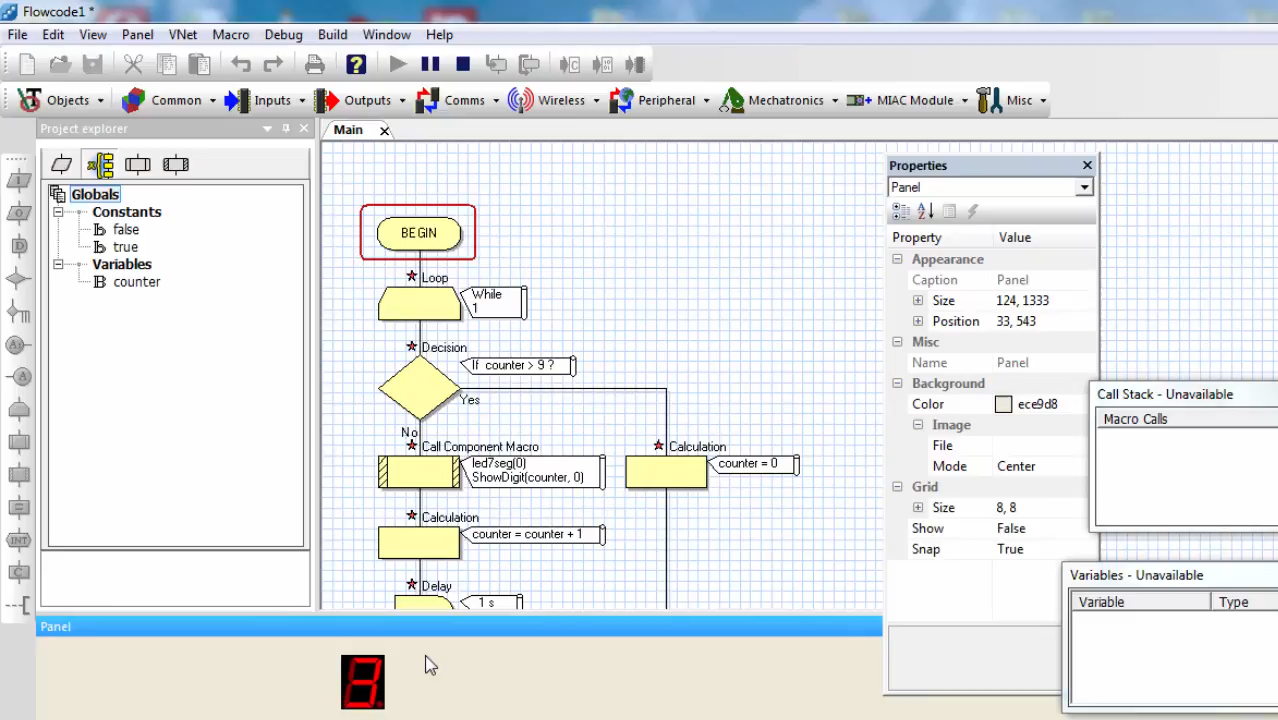 Flowcode1 *
File Edit View Panel VNet Macro Debug Build Window Help
Objects Common Inputs Outputs Comms Wireless Peripheral Mechatronics MIAC Module Misc
Project explorer
Globals
Constants
false
true
Variables
counter
Main
BEGIN
Loop
While
1
Decision
If counter > 9 ?
Yes
No
Call Component Macro
led7seg(0)
ShowDigit(counter, 0)
Calculation
counter = 0
Calculation
counter = counter + 1
Delay
1 s
Panel
3
Properties
Panel
Property Value
Appearance
Caption Panel
Size 124, 1333
Position 33, 543
Misc
Name Panel
Background
Color ece9d8
Image
File
Mode Center
Grid
Size 8, 8
Show False
Snap True
Call Stack - Unavailable
Macro Calls
Variables - Unavailable
Variable Type